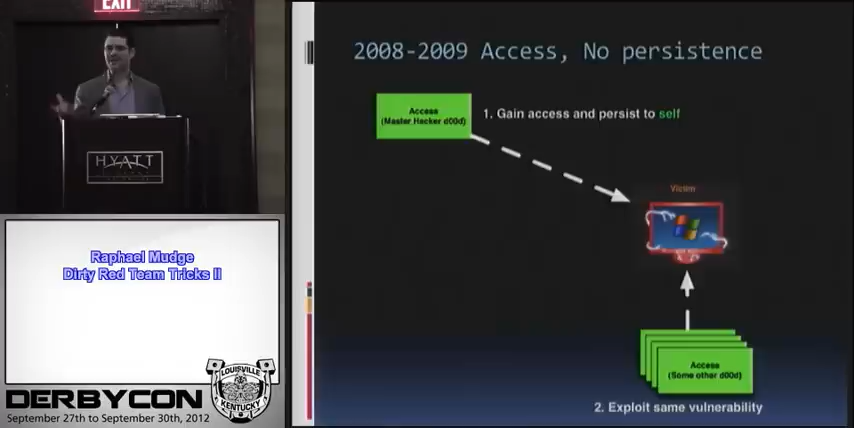 EXIT
HYATT
Raphael Mudge
Dirty Red Team Tricks II
DERBYCON
September 27th to September 30th, 2012
LOUISVILLE
KENTUCKY
2008-2009 Access, No persistence
Access
(Master Hacker d00d)
1. Gain access and persist to self
Victim
Access
(Some other d00d)
2. Exploit same vulnerability